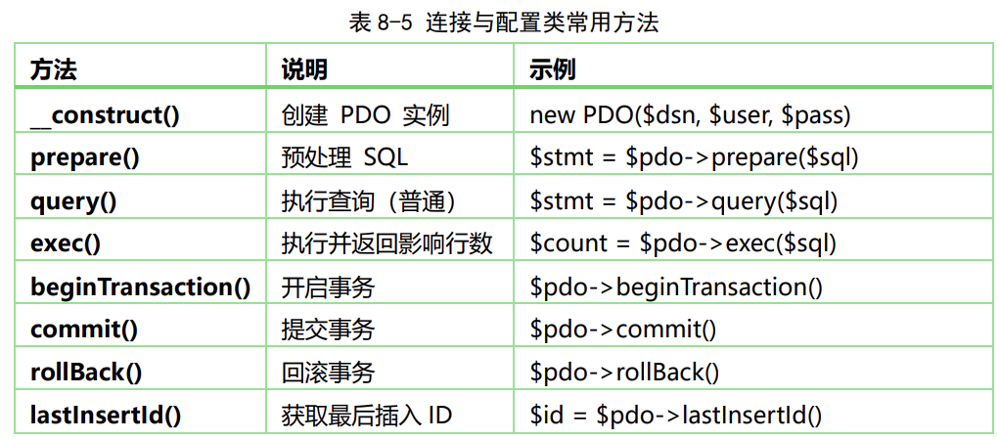 表 8-5 连接与配置类常用方法
方法 说明 示例
__construct() 创建 PDO 实例 new PDO($dsn, $user, $pass)
prepare() 预处理 SQL $stmt = $pdo->prepare($sql)
query() 执行查询（普通） $stmt = $pdo->query($sql)
exec() 执行并返回影响行数 $count = $pdo->exec($sql)
beginTransaction() 开启事务 $pdo->beginTransaction()
commit() 提交事务 $pdo->commit()
rollBack() 回滚事务 $pdo->rollBack()
lastInsertId() 获取最后插入 ID $id = $pdo->lastInsertId()